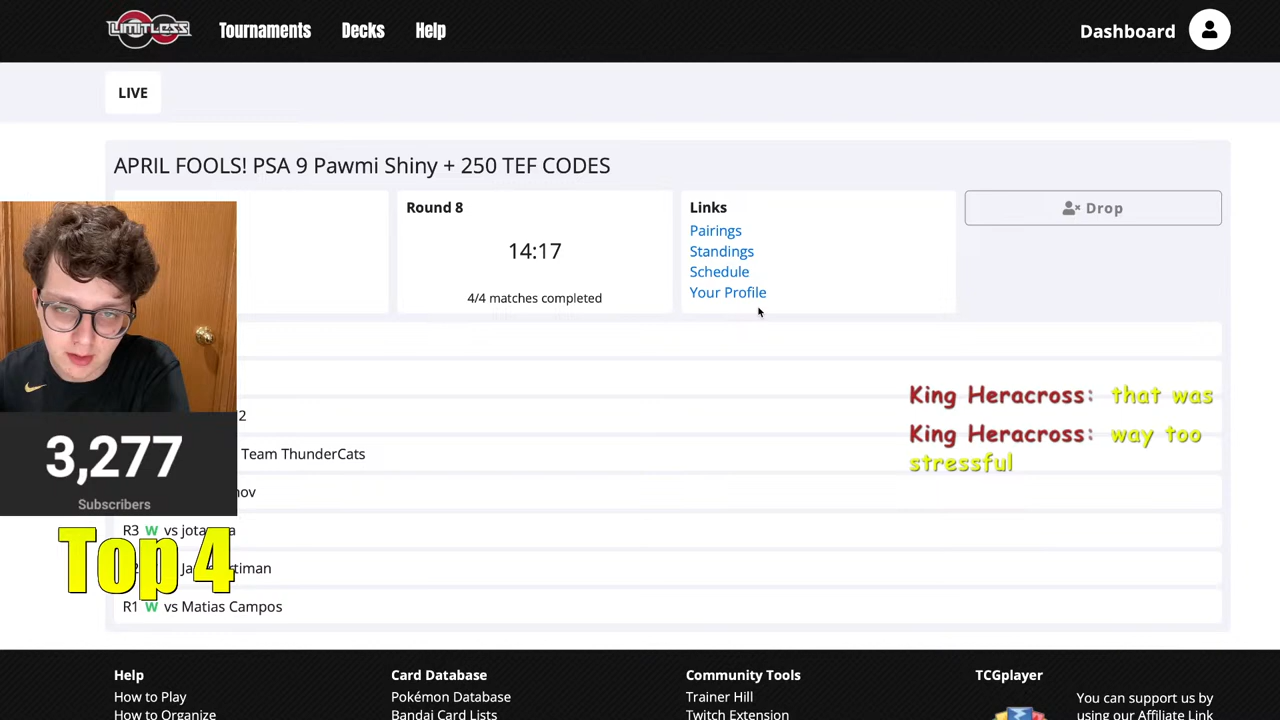 LIMITLESS
Tournaments
Decks
Help
Dashboard
LIVE
APRIL FOOLS! PSA 9 Pawmi Shiny + 250 TEF CODES
Round 8
14:17
4/4 matches completed
Links
Pairings
Standings
Schedule
Your Profile
Drop
King Heracross: that was
King Heracross: way too
stressful
2
Team ThunderCats
3,277
Subscribers
Top 4
R3 W vs
R1 W vs Matias Campos
Help
How to Play
How to Organize
Card Database
Pokémon Database
Bandai Card Lists
Community Tools
Trainer Hill
Twitch Extension
TCGplayer
You can support us by
using our Affiliate Link